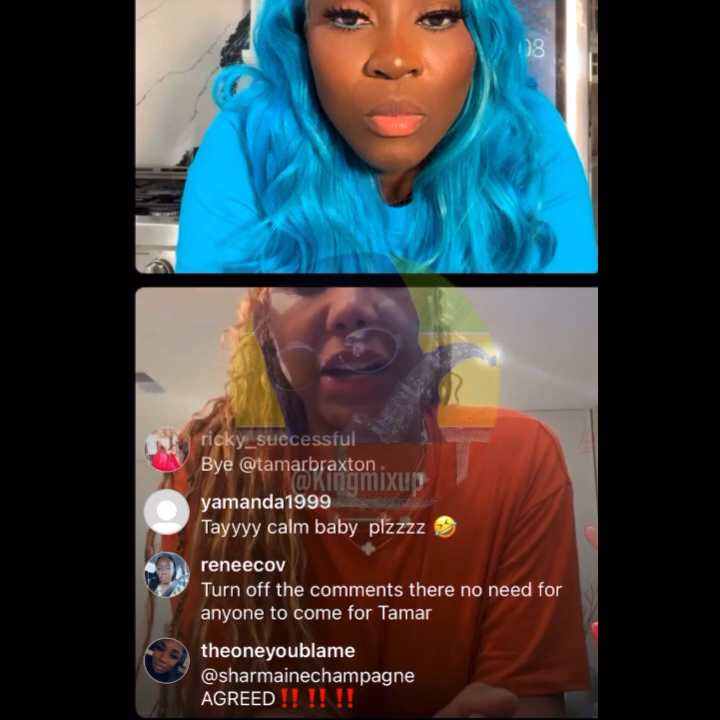 08
ricky_successful
Bye @tamarbraxton
@Kingmixup
yamanda1999
Tayyyy calm baby plzzzz 🤣
reneecov
Turn off the comments there no need for
anyone to come for Tamar
theoneyoublame
@sharmainechampagne
AGREED‼️‼️‼️